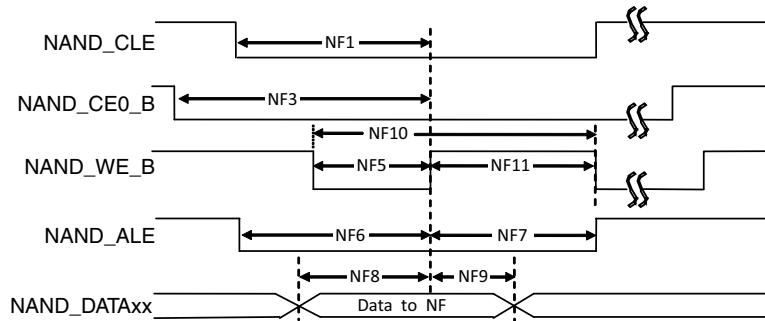 NAND_CLE
NF1
NAND_CE0_B
NF3
NF10
NAND_WE_B
NF5
NF11
NAND_ALE
NF6
NF7
NF8
NF9
NAND_DATAxx
Data to NF